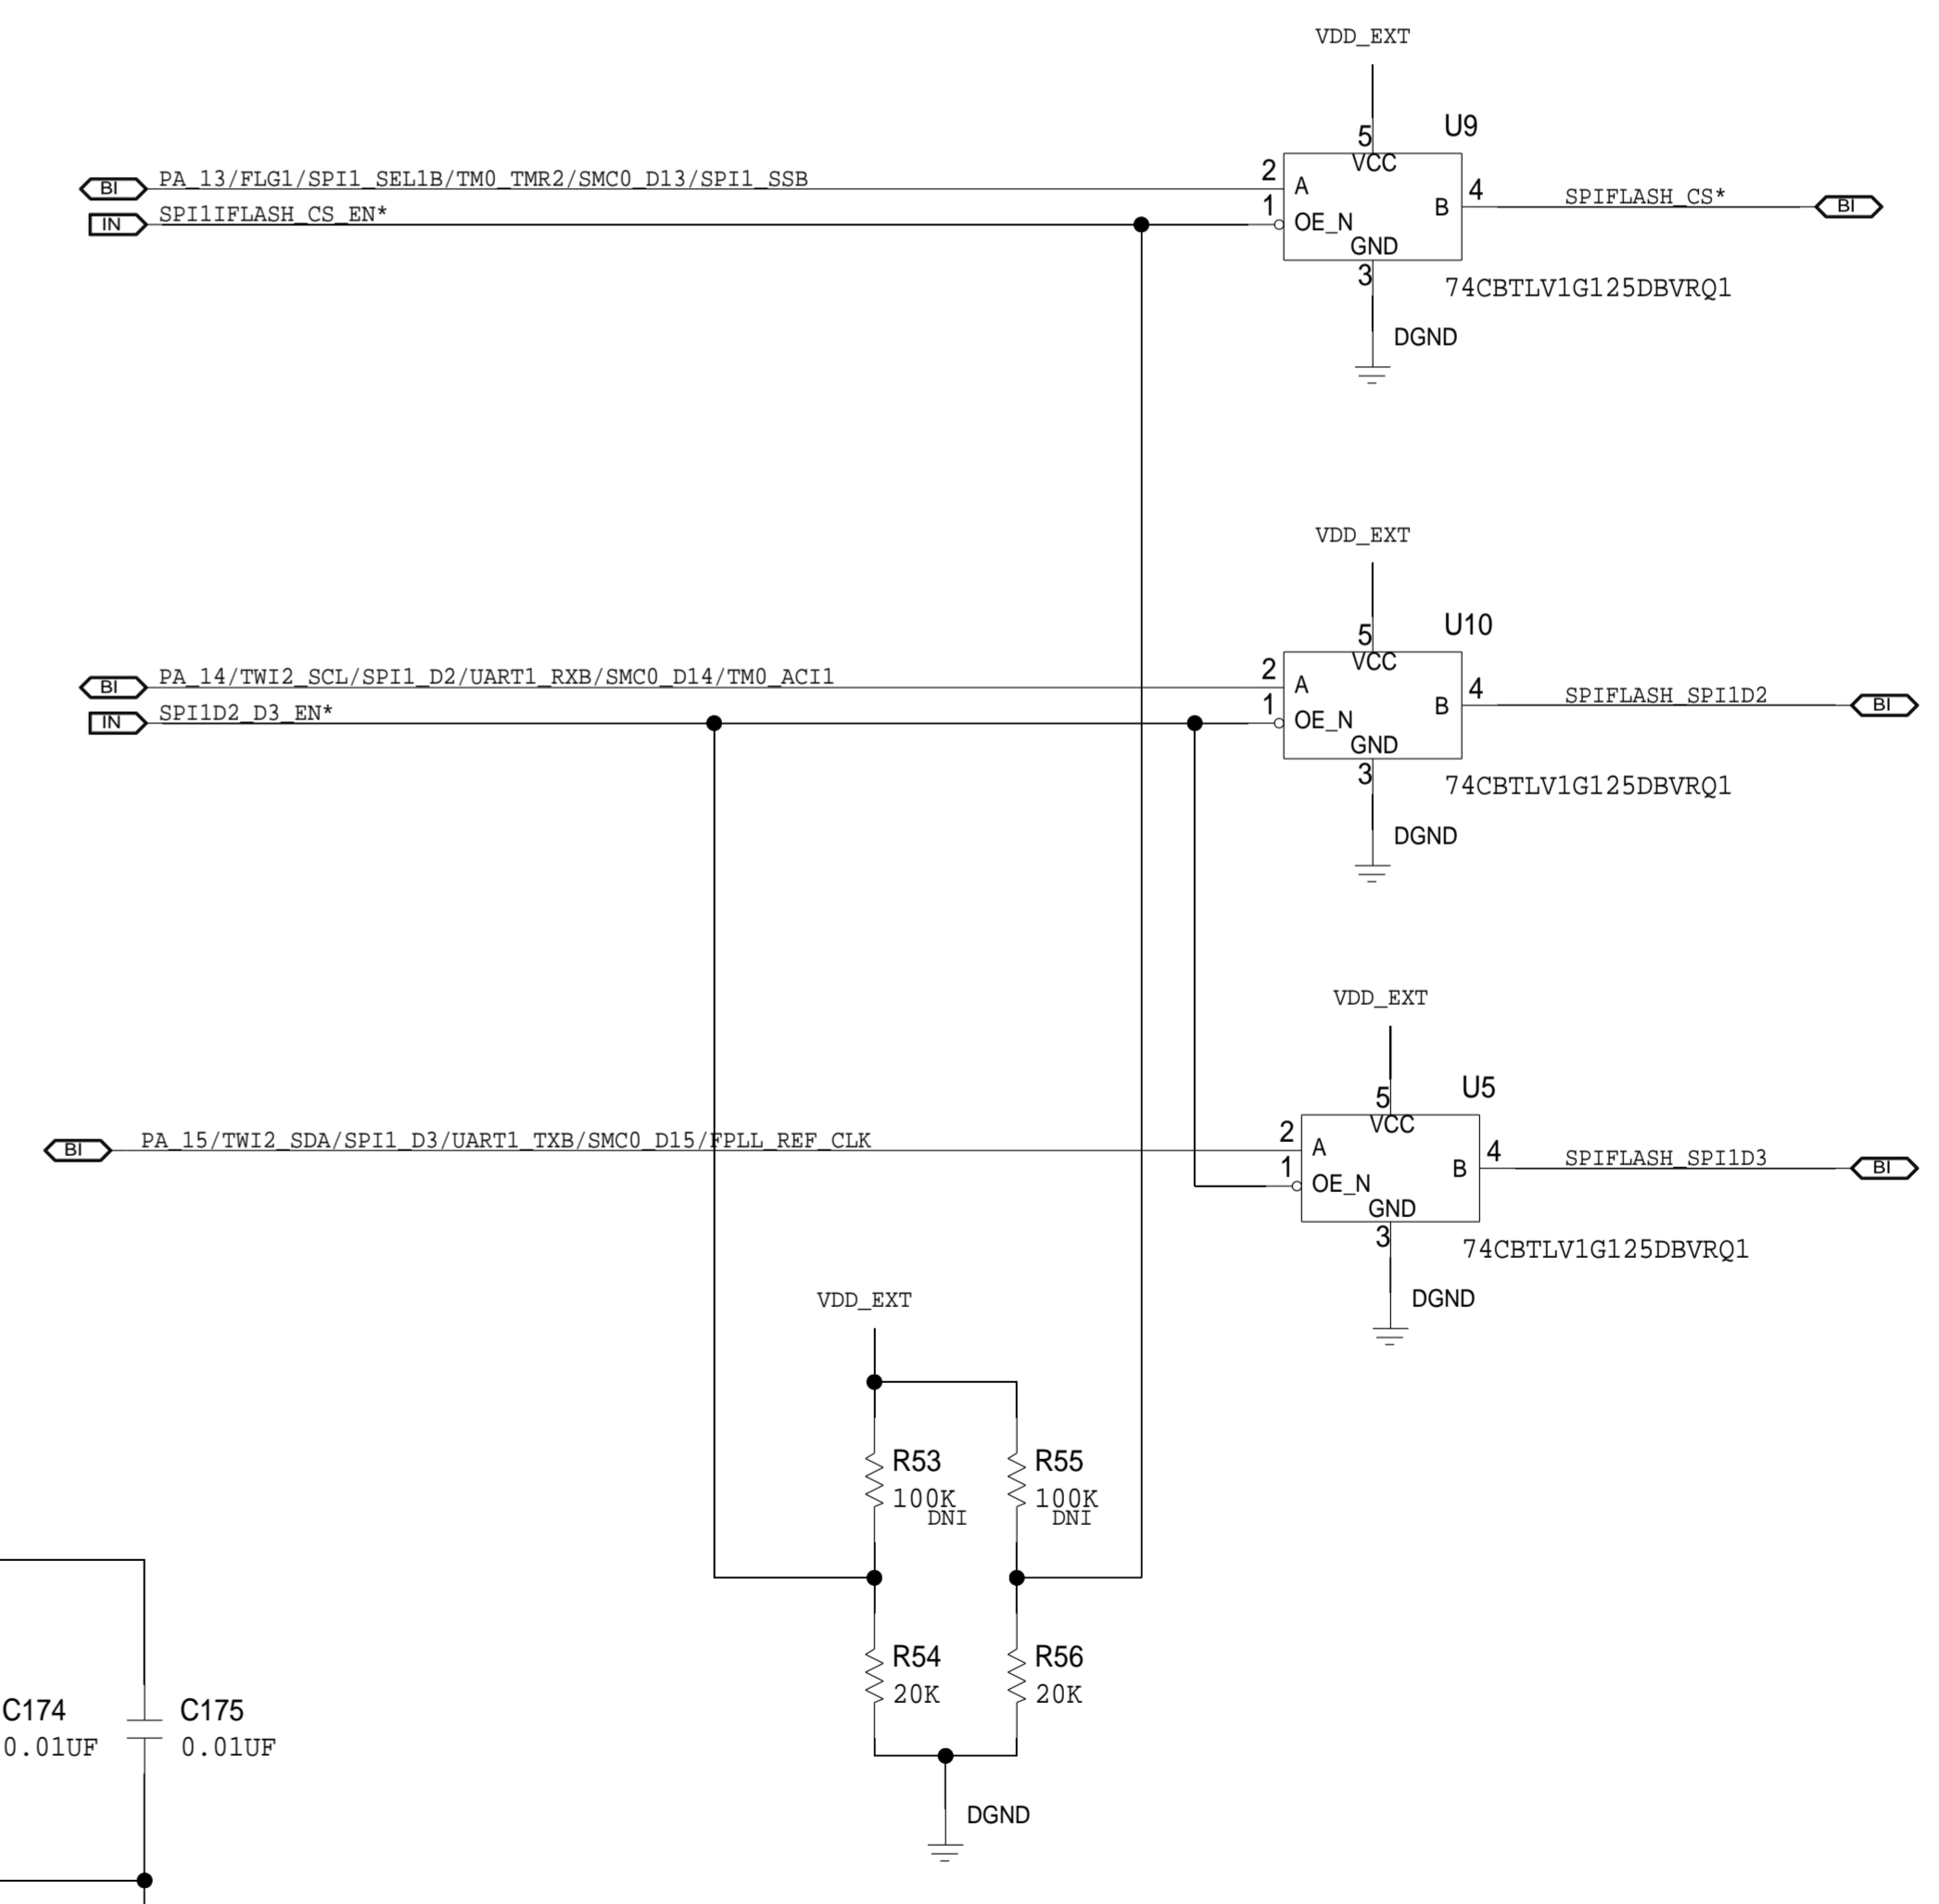 VDD_EXT
U9
5
VCC
BI
PA_13/FLG1/SPI1_SEL1B/TM0_TMR2/SMC0_D13/SPI1_SSB
2
A
B
4
SPIFLASH_CS*
BI
IN
SPI1IFLASH_CS_EN*
1
OE_N
GND
3
74CBTLV1G125DBVRQ1
DGND
VDD_EXT
U10
5
VCC
BI
PA_14/TWI2_SCL/SPI1_D2/UART1_RXB/SMC0_D14/TM0_ACI1
2
A
B
4
SPIFLASH_SPI1D2
BI
IN
SPI1D2_D3_EN*
1
OE_N
GND
3
74CBTLV1G125DBVRQ1
DGND
VDD_EXT
U5
5
VCC
BI
PA_15/TWI2_SDA/SPI1_D3/UART1_TXB/SMC0_D15/FPLL_REF_CLK
2
A
B
4
SPIFLASH_SPI1D3
BI
1
OE_N
GND
3
74CBTLV1G125DBVRQ1
DGND
VDD_EXT
R53
100K
DNI
R55
100K
DNI
R54
20K
R56
20K
C174
0.01UF
C175
0.01UF
DGND